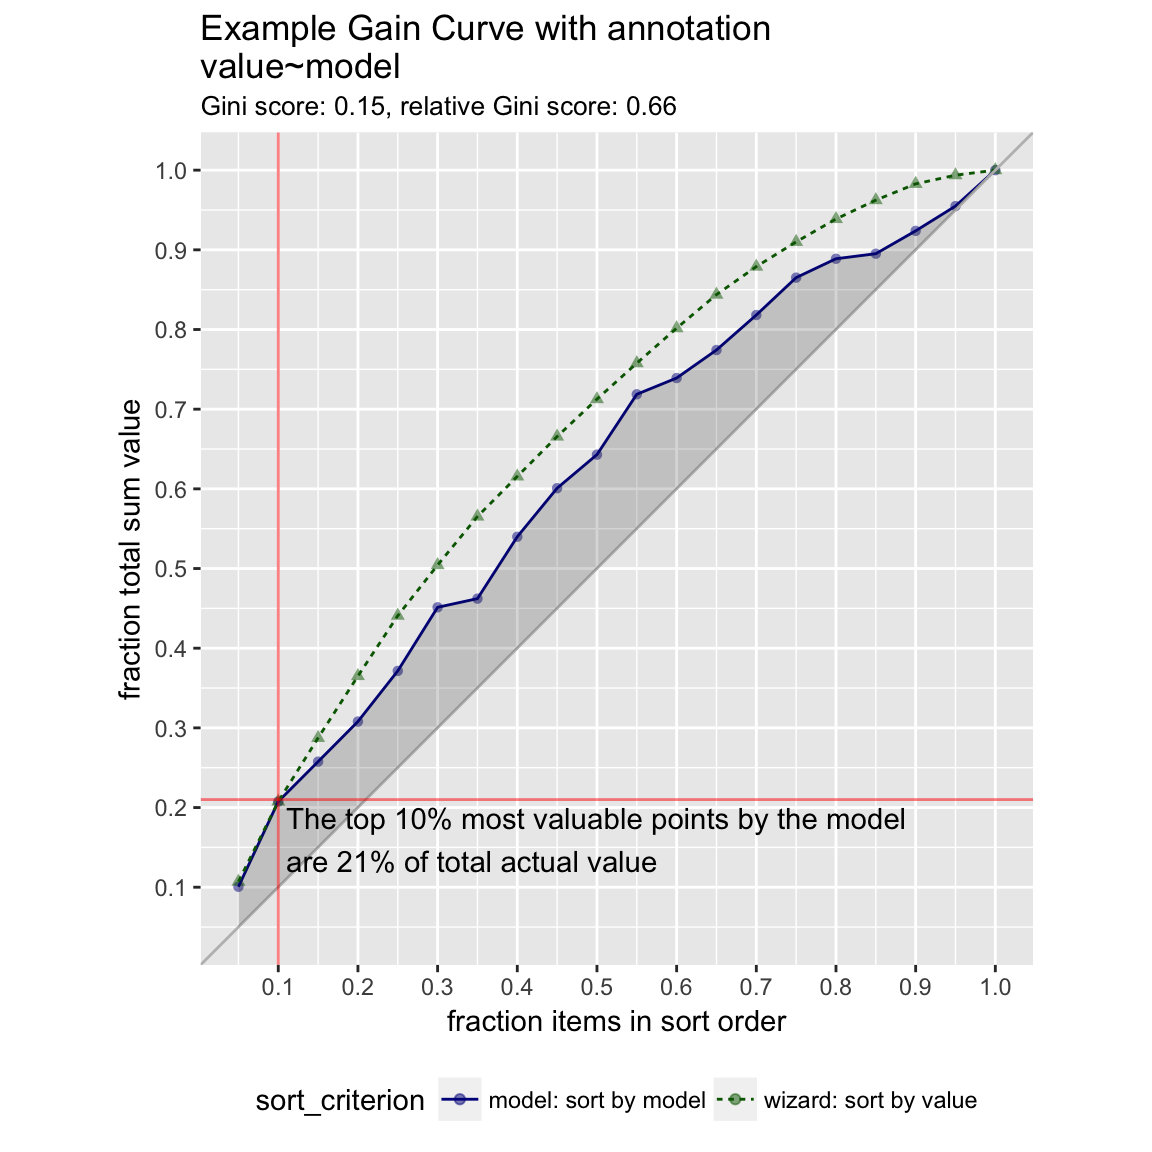 Example Gain Curve with annotation
value~model
Gini score: 0.15, relative Gini score: 0.66
fraction total sum value
1.0
0.9
0.8
0.7
0.6
0.5
0.4
0.3
0.2
0.1
The top 10% most valuable points by the model
are 21% of total actual value
0.1 0.2 0.3 0.4 0.5 0.6 0.7 0.8 0.9 1.0
fraction items in sort order
sort_criterion model: sort by model wizard: sort by value